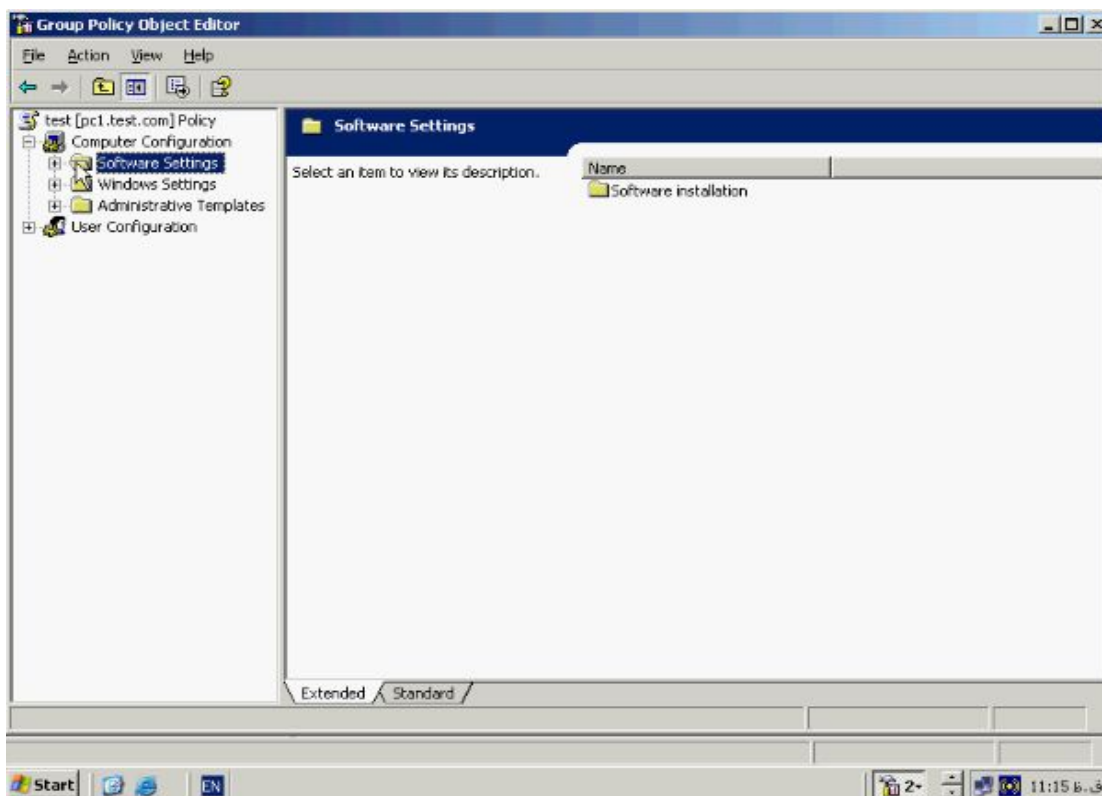 Group Policy Object Editor
File Action View Help
test [pc1.test.com] Policy
Computer Configuration
Software Settings
Windows Settings
Administrative Templates
User Configuration
Software Settings
Select an item to view its description.
Name
Software installation
Extended Standard
Start
EN
2
11:15 ق.ظ